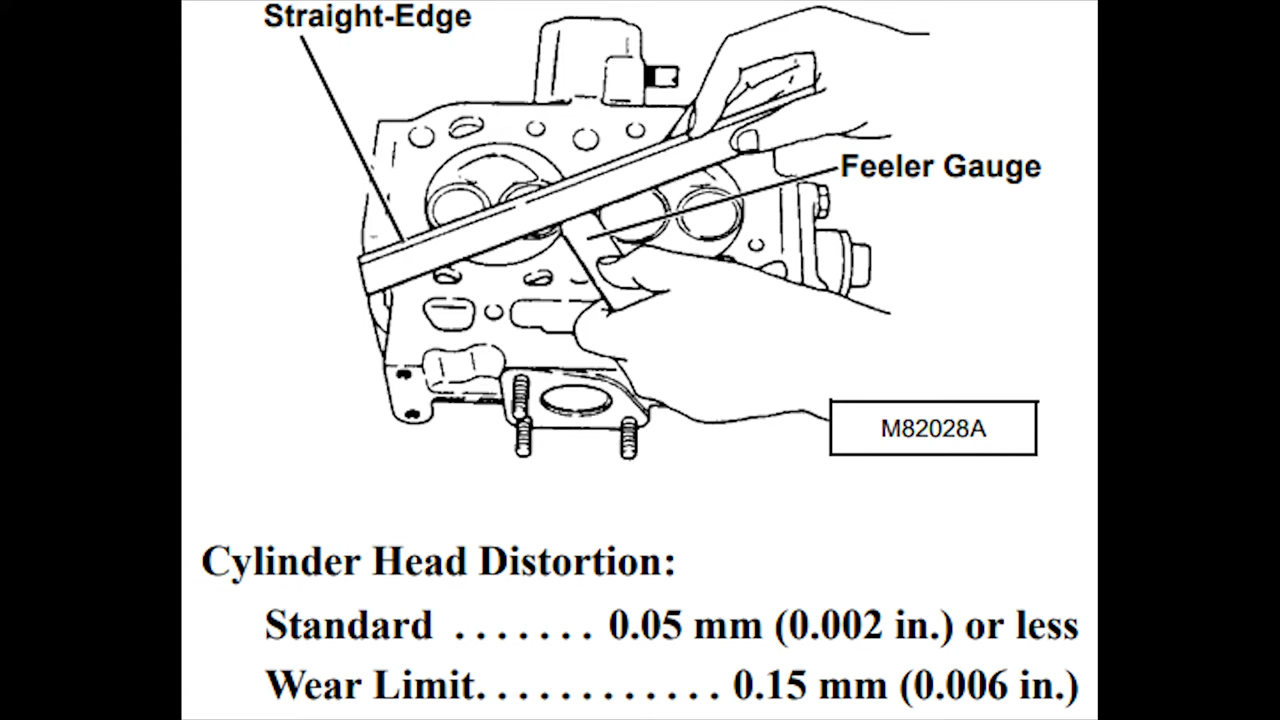 Straight-Edge
Feeler Gauge
M82028A
Cylinder Head Distortion:
Standard ....... 0.05 mm (0.002 in.) or less
Wear Limit............ 0.15 mm (0.006 in.)